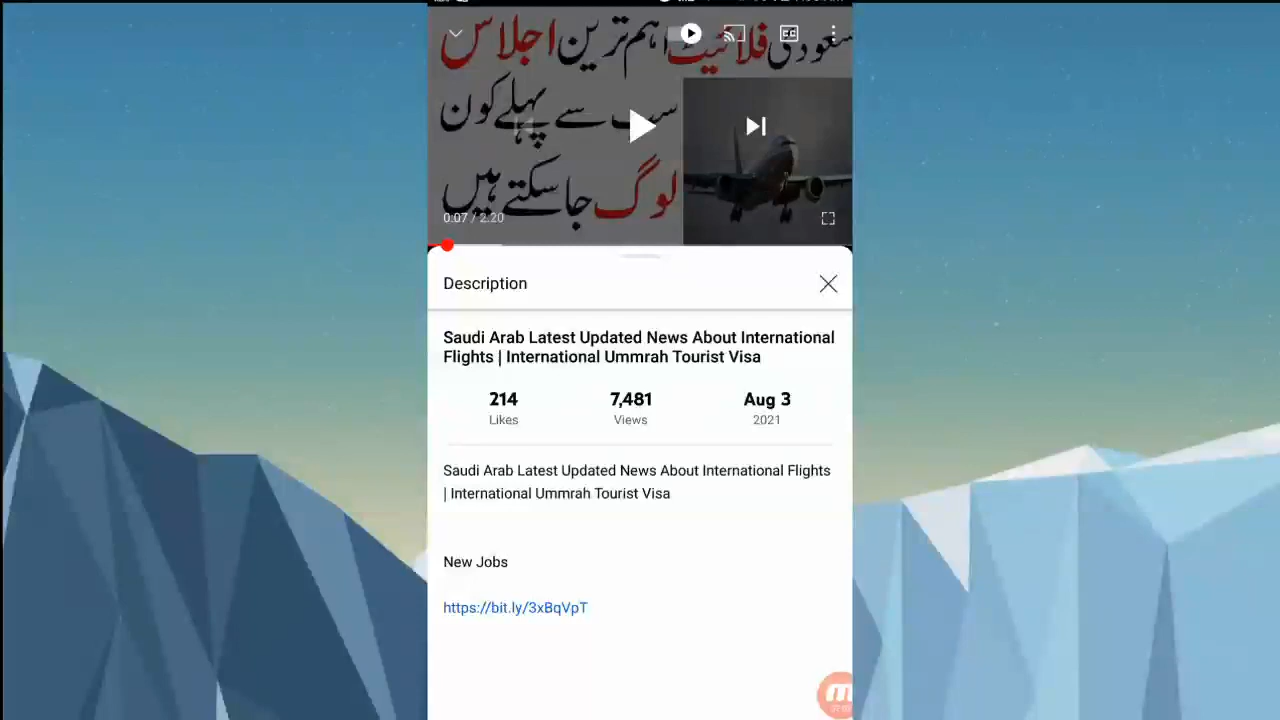 سعودی فلائیٹ اہم ترین اجلاس
سب سے پہلے کون
لوگ جاسکتے ہیں
0:07 / 2:20
Description
Saudi Arab Latest Updated News About International
Flights | International Ummrah Tourist Visa
214
7,481
Aug 3
Likes
Views
2021
Saudi Arab Latest Updated News About International Flights
| International Ummrah Tourist Visa
New Jobs
https://bit.ly/3xBqVpT